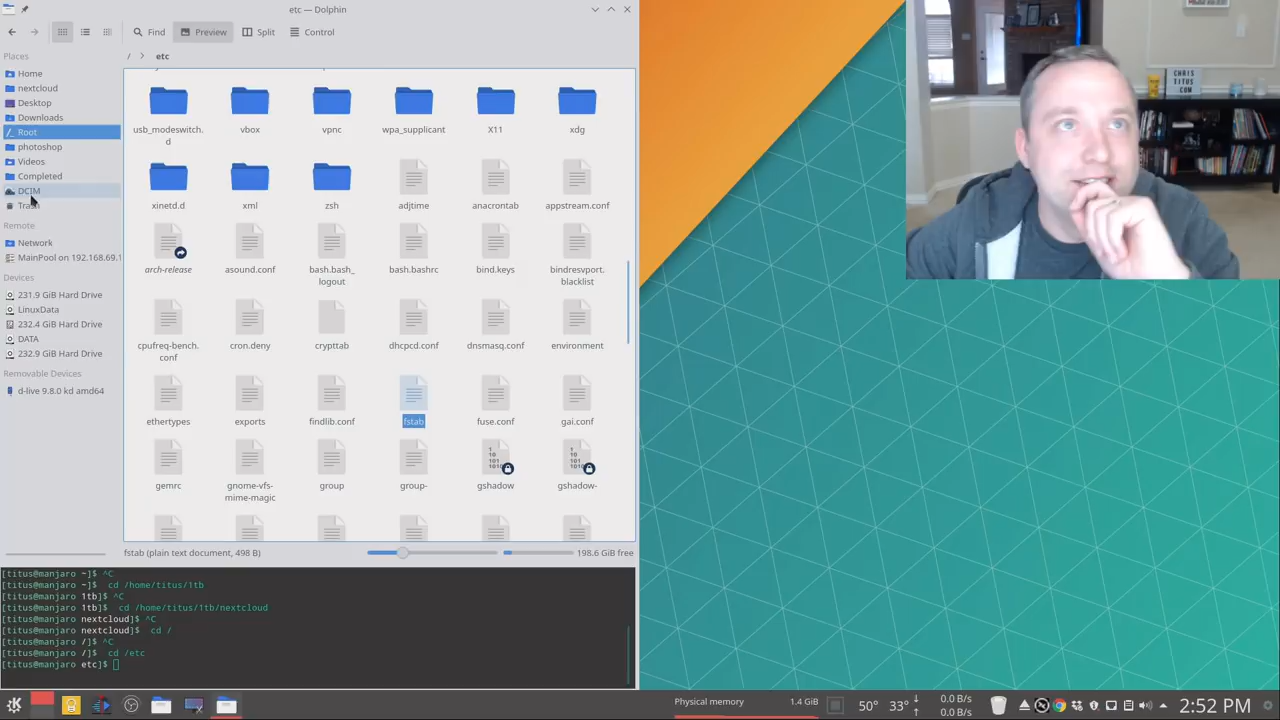 etc — Dolphin
Find
Preview
Split
Control
/ > etc
Places
Home
nextcloud
Desktop
Downloads
Root
photoshop
Videos
Completed
DCIM
Trash
Remote
Network
MainPool on 192.168.69.1
Devices
231.9 GiB Hard Drive
LinuxData
232.4 GiB Hard Drive
DATA
232.9 GiB Hard Drive
Removable Devices
d-live 9.8.0 kd amd64
usb_modeswitch.
d
vbox
vpnc
wpa_supplicant
X11
xdg
xinetd.d
xml
zsh
adjtime
anacrontab
appstream.conf
arch-release
asound.conf
bash.bash_
logout
bash.bashrc
bind.keys
bindresvport.
blacklist
cpufreq-bench.
conf
cron.deny
crypttab
dhcpcd.conf
dnsmasq.conf
environment
ethertypes
exports
findlib.conf
fstab
fuse.conf
gai.conf
gemrc
gnome-vfs-
mime-magic
group
group-
gshadow
gshadow-
fstab (plain text document, 498 B)
198.6 GiB free
[titus@manjaro ~]$ ^C
[titus@manjaro ~]$  cd /home/titus/1tb
[titus@manjaro 1tb]$ ^C
[titus@manjaro 1tb]$  cd /home/titus/1tb/nextcloud
[titus@manjaro nextcloud]$ ^C
[titus@manjaro nextcloud]$  cd /
[titus@manjaro /]$ ^C
[titus@manjaro /]$  cd /etc
[titus@manjaro etc]$
CHRIS
TITUS
COM
Physical memory
1.4 GiB
50°
33°
0.0 B/s
0.0 B/s
2:52 PM